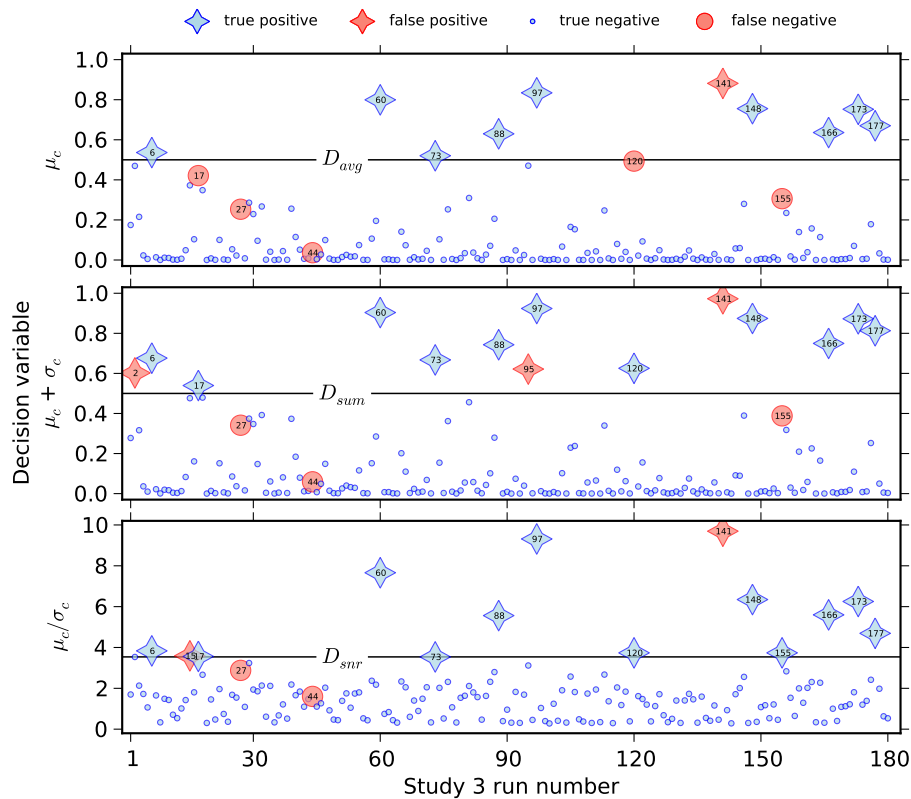 true positive false positive true negative false negative
1.0
0.8
0.6
0.4
0.2
0.0
μc
Davg
6 17 27 44 60 73 88 97 120 141 148 155 166 173 177
Decision variable
1.0
0.8
0.6
0.4
0.2
0.0
μc + σc
Dsum
2 6 17 27 44 60 73 88 97 95 120 141 148 155 166 173 177
10
8
6
4
2
0
μc/σc
Dsnr
6 15 17 27 44 60 73 88 97 120 141 148 155 166 173 177
1 30 60 90 120 150 180
Study 3 run number